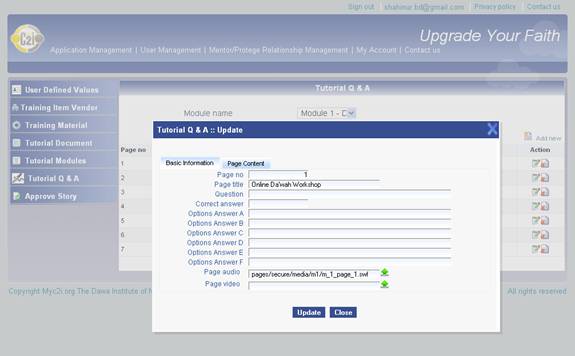 Sign out | shahinur.bd@gmail.com | Privacy policy | Contact us
C2i
Upgrade Your Faith
Application Management | User Management | Mentor/Protege Relationship Management | My Account | Contact us
User Defined Values
Training Item Vendor
Training Material
Tutorial Document
Tutorial Modules
Tutorial Q & A
Approve Story
Tutorial Q & A
Module name Module 1 - D
Add new
Page no Action
1
2
3
4
5
6
7
Tutorial Q & A :: Update
Basic Information Page Content
Page no 1
Page title Online Da'wah Workshop
Question
Correct answer
Options Answer A
Options Answer B
Options Answer C
Options Answer D
Options Answer E
Options Answer F
Page audio pages/secure/media/m1/m_1_page_1.swf
Page video
Update Close
Copyright Myc2i.org The Dawa Institute of All rights reserved